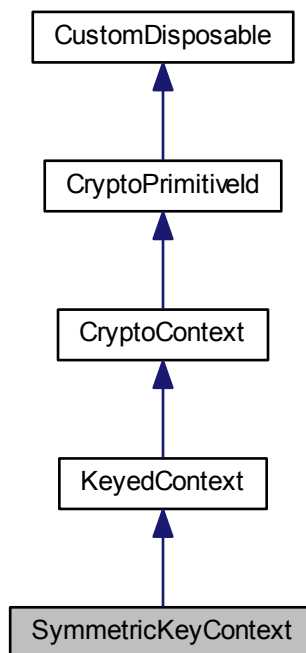 CustomDisposable
CryptoPrimitiveId
CryptoContext
KeyedContext
SymmetricKeyContext